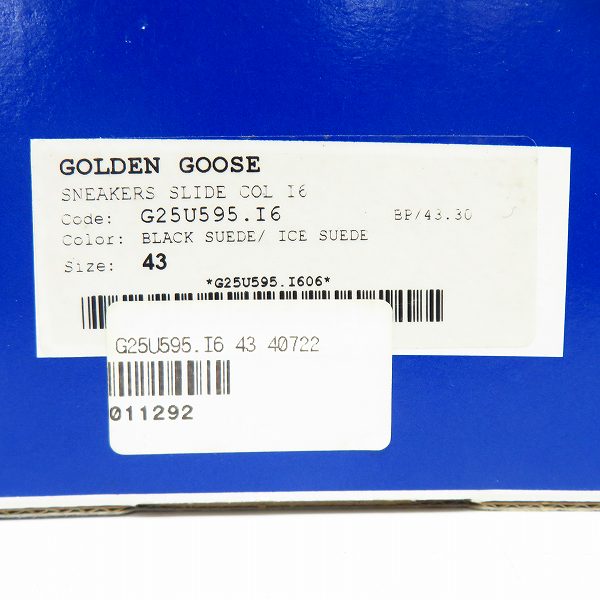 GOLDEN GOOSE
SNEAKERS SLIDE COL I6
Code: G25U595.I6 BP/43.30
Color: BLACK SUEDE/ ICE SUEDE
Size: 43
*G25U595.I606*
G25U595.I6 43 40722
011292